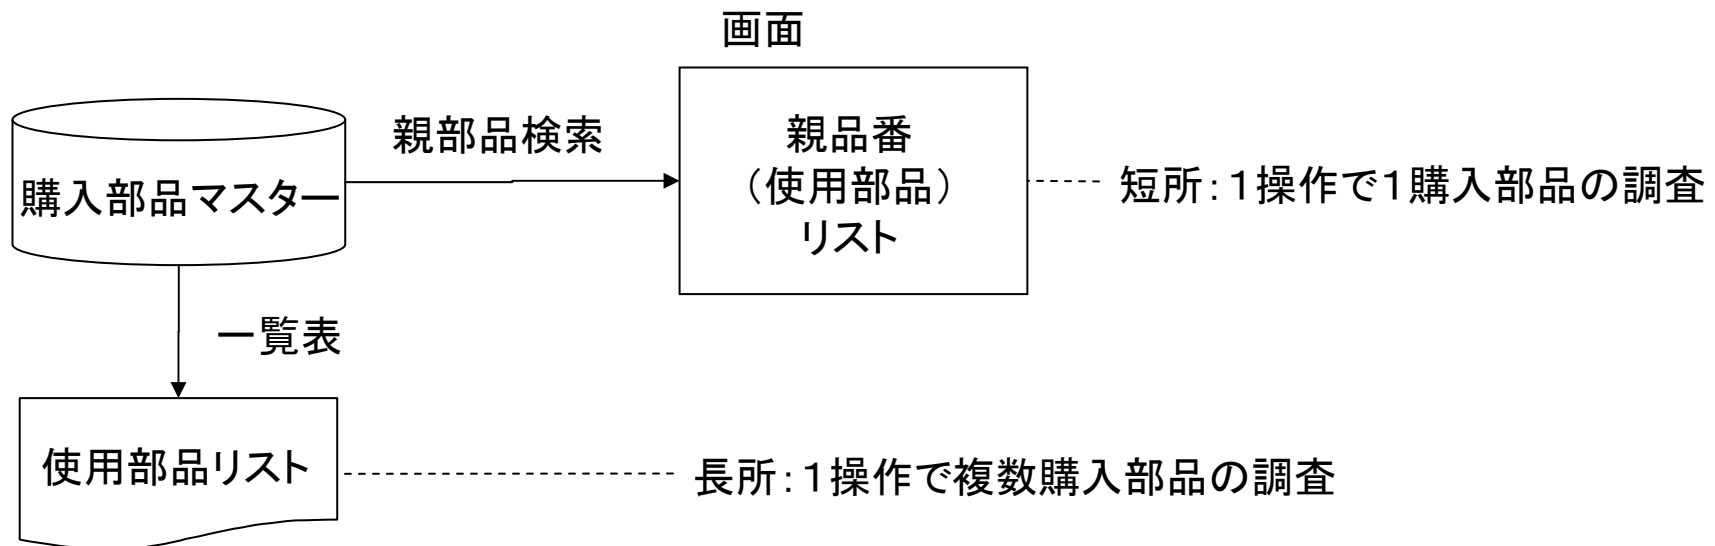 画面
親部品検索
親品番
（使用部品）
リスト
購入部品マスター
短所：１操作で１購入部品の調査
一覧表
使用部品リスト
長所：１操作で複数購入部品の調査